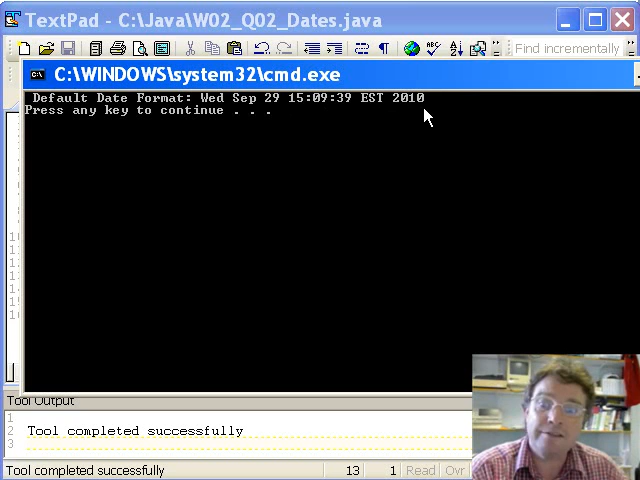 TextPad - C:\Java\W02_Q02_Dates.java
Find incrementally
C:\WINDOWS\system32\cmd.exe
Default Date Format: Wed Sep 29 15:09:39 EST 2010
Press any key to continue . . .
Tool Output
1
2 Tool completed successfully
3
Tool completed successfully 13 1 Read Ovr